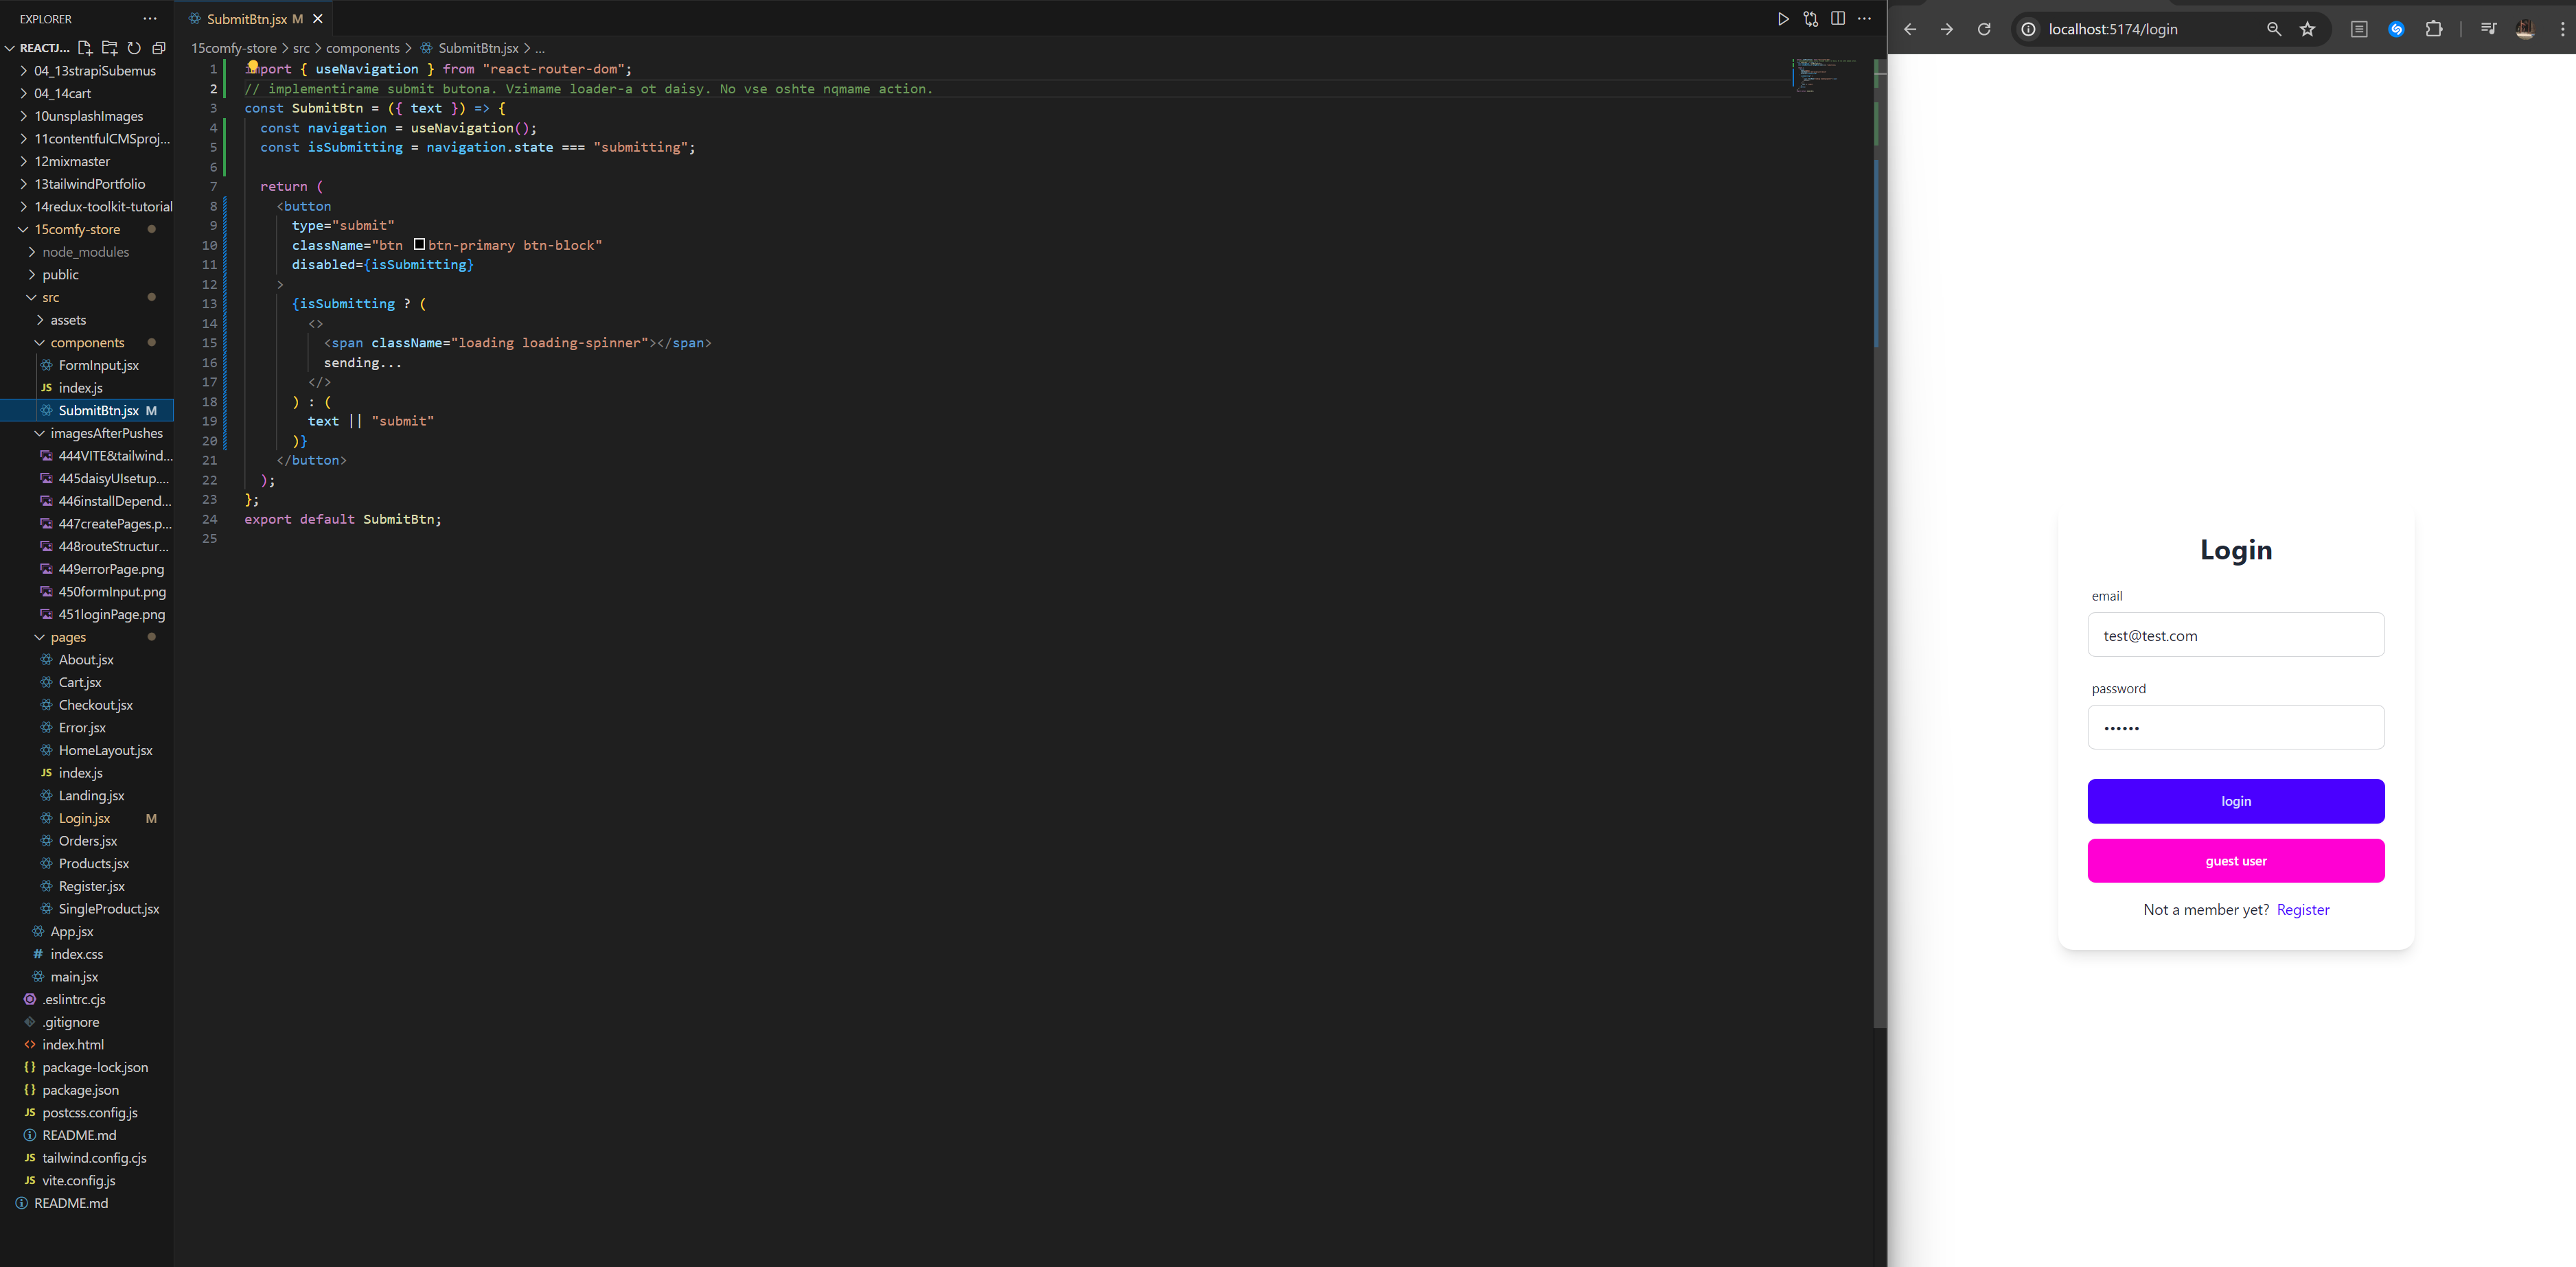 EXPLORER
REACTJ...
04_13strapiSubemus
04_14cart
10unsplashImages
11contentfulCMSproj...
12mixmaster
13tailwindPortfolio
14redux-toolkit-tutorial
15comfy-store
node_modules
public
src
assets
components
FormInput.jsx
JS index.js
SubmitBtn.jsx M
imagesAfterPushes
444VITE&tailwind...
445daisyUIsetup....
446installDepend...
447createPages.p...
448routeStructur...
449errorPage.png
450formInput.png
451loginPage.png
pages
About.jsx
Cart.jsx
Checkout.jsx
Error.jsx
HomeLayout.jsx
JS index.js
Landing.jsx
Login.jsx M
Orders.jsx
Products.jsx
Register.jsx
SingleProduct.jsx
App.jsx
# index.css
main.jsx
.eslintrc.cjs
.gitignore
<> index.html
{} package-lock.json
{} package.json
JS postcss.config.js
README.md
JS tailwind.config.cjs
JS vite.config.js
README.md
SubmitBtn.jsx M
15comfy-store > src > components > SubmitBtn.jsx > ...
1 import { useNavigation } from "react-router-dom";
2 // implementirame submit butona. Vzimame loader-a ot daisy. No vse oshte nqmame action.
3 const SubmitBtn = ({ text }) => {
4 const navigation = useNavigation();
5 const isSubmitting = navigation.state === "submitting";
6
7 return (
8 <button
9 type="submit"
10 className="btn btn-primary btn-block"
11 disabled={isSubmitting}
12 >
13 {isSubmitting ? (
14 <>
15 <span className="loading loading-spinner"></span>
16 sending...
17 </>
18 ) : (
19 text || "submit"
20 )}
21 </button>
22 );
23 };
24 export default SubmitBtn;
25
localhost:5174/login
Login
email
test@test.com
password
••••••
login
guest user
Not a member yet? Register